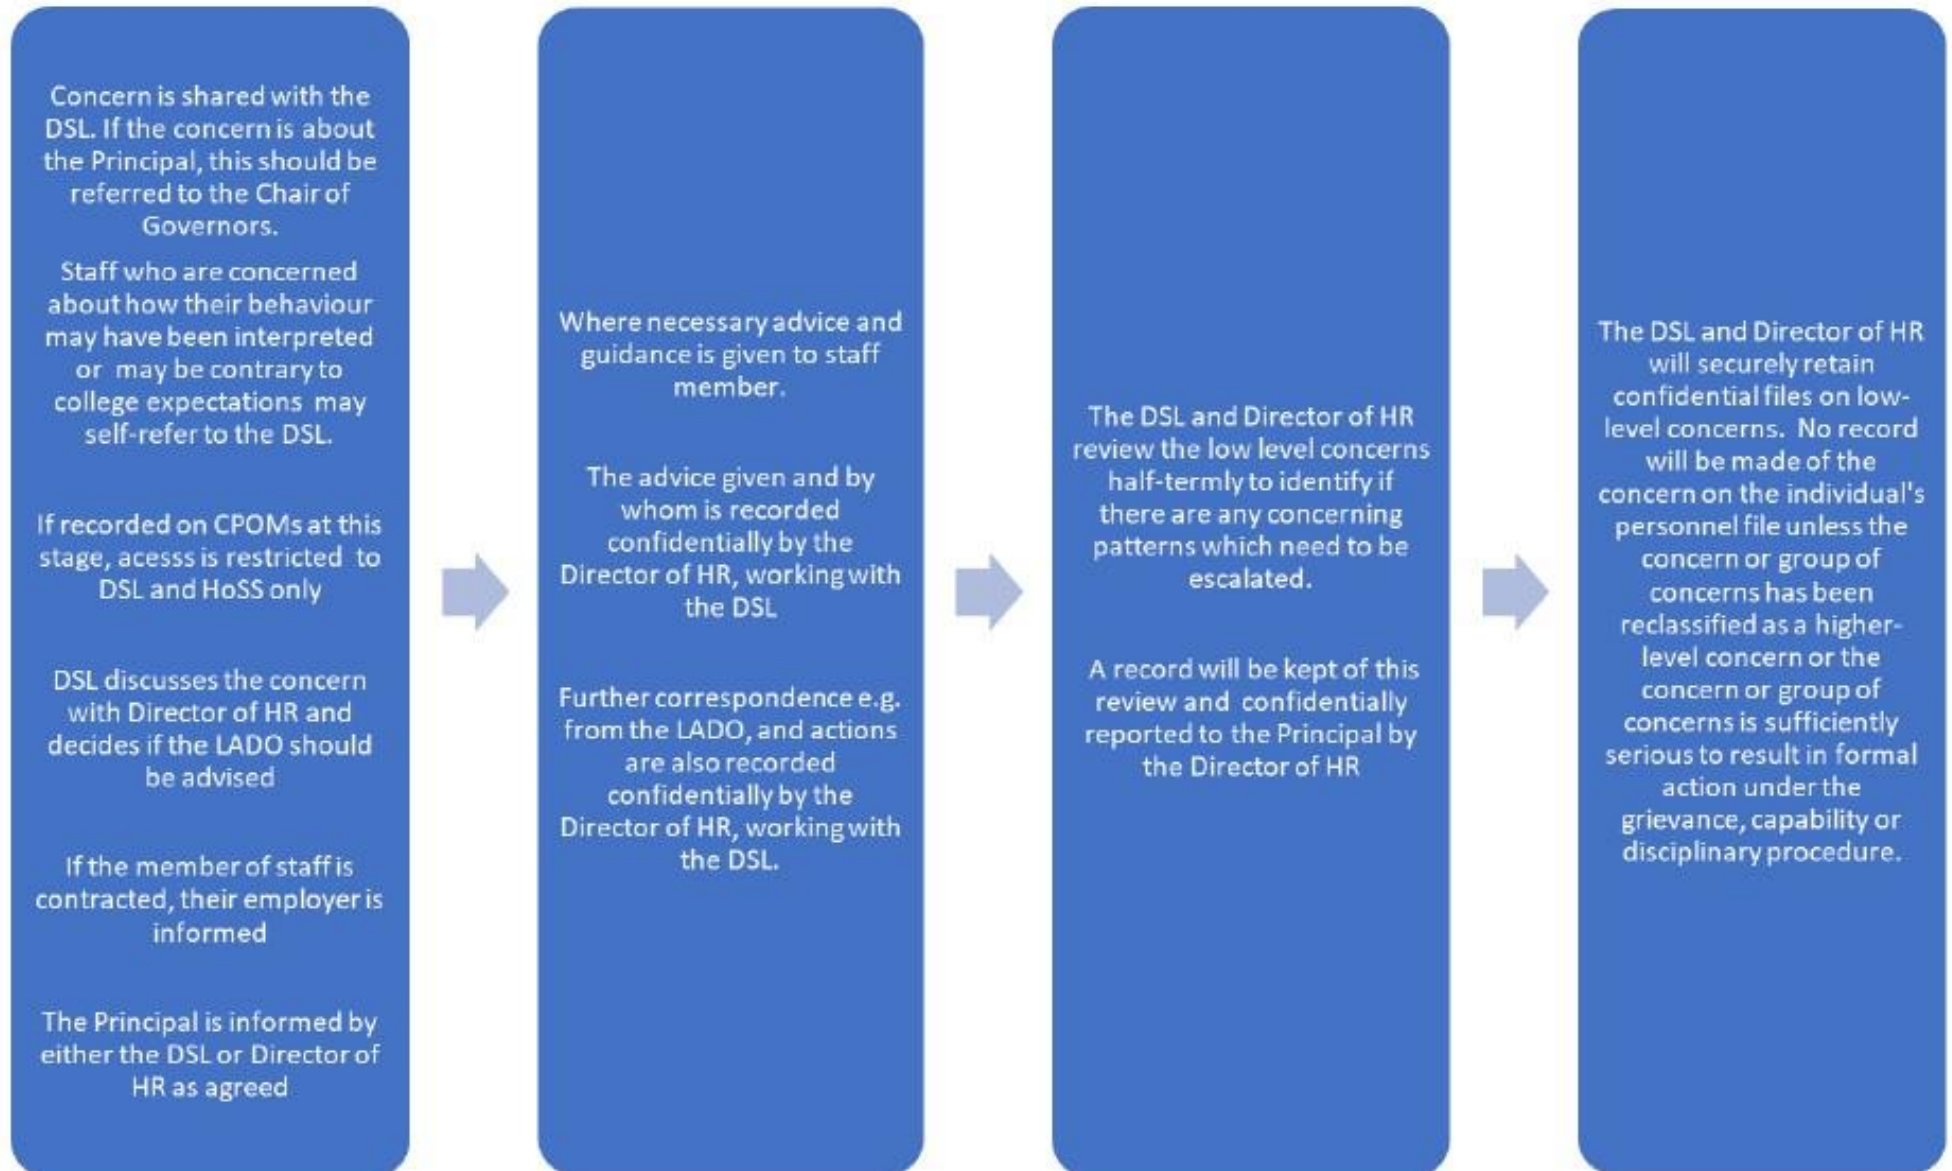 Concern is shared with the
DSL. If the concern is about
the Principal, this should be
referred to the Chair of
Governors.
Staff who are concerned
about how their behaviour
may have been interpreted
or may be contrary to
college expectations may
self-refer to the DSL.
If recorded on CPOMs at this
stage, acesss is restricted to
DSL and HoSS only
DSL discusses the concern
with Director of HR and
decides if the LADO should
be advised
If the member of staff is
contracted, their employer is
informed
The Principal is informed by
either the DSL or Director of
HR as agreed
Where necessary advice and
guidance is given to staff
member.
The advice given and by
whom is recorded
confidentially by the
Director of HR, working with
the DSL
Further correspondence e.g.
from the LADO, and actions
are also recorded
confidentially by the
Director of HR, working with
the DSL.
The DSL and Director of HR
review the low level concerns
half-termly to identify if
there are any concerning
patterns which need to be
escalated.
A record will be kept of this
review and confidentially
reported to the Principal by
the Director of HR
The DSL and Director of HR
will securely retain
confidential files on low-
level concerns. No record
will be made of the
concern on the individual's
personnel file unless the
concern or group of
concerns has been
reclassified as a higher-
level concern or the
concern or group of
concerns is sufficiently
serious to result in formal
action under the
grievance, capability or
disciplinary procedure.